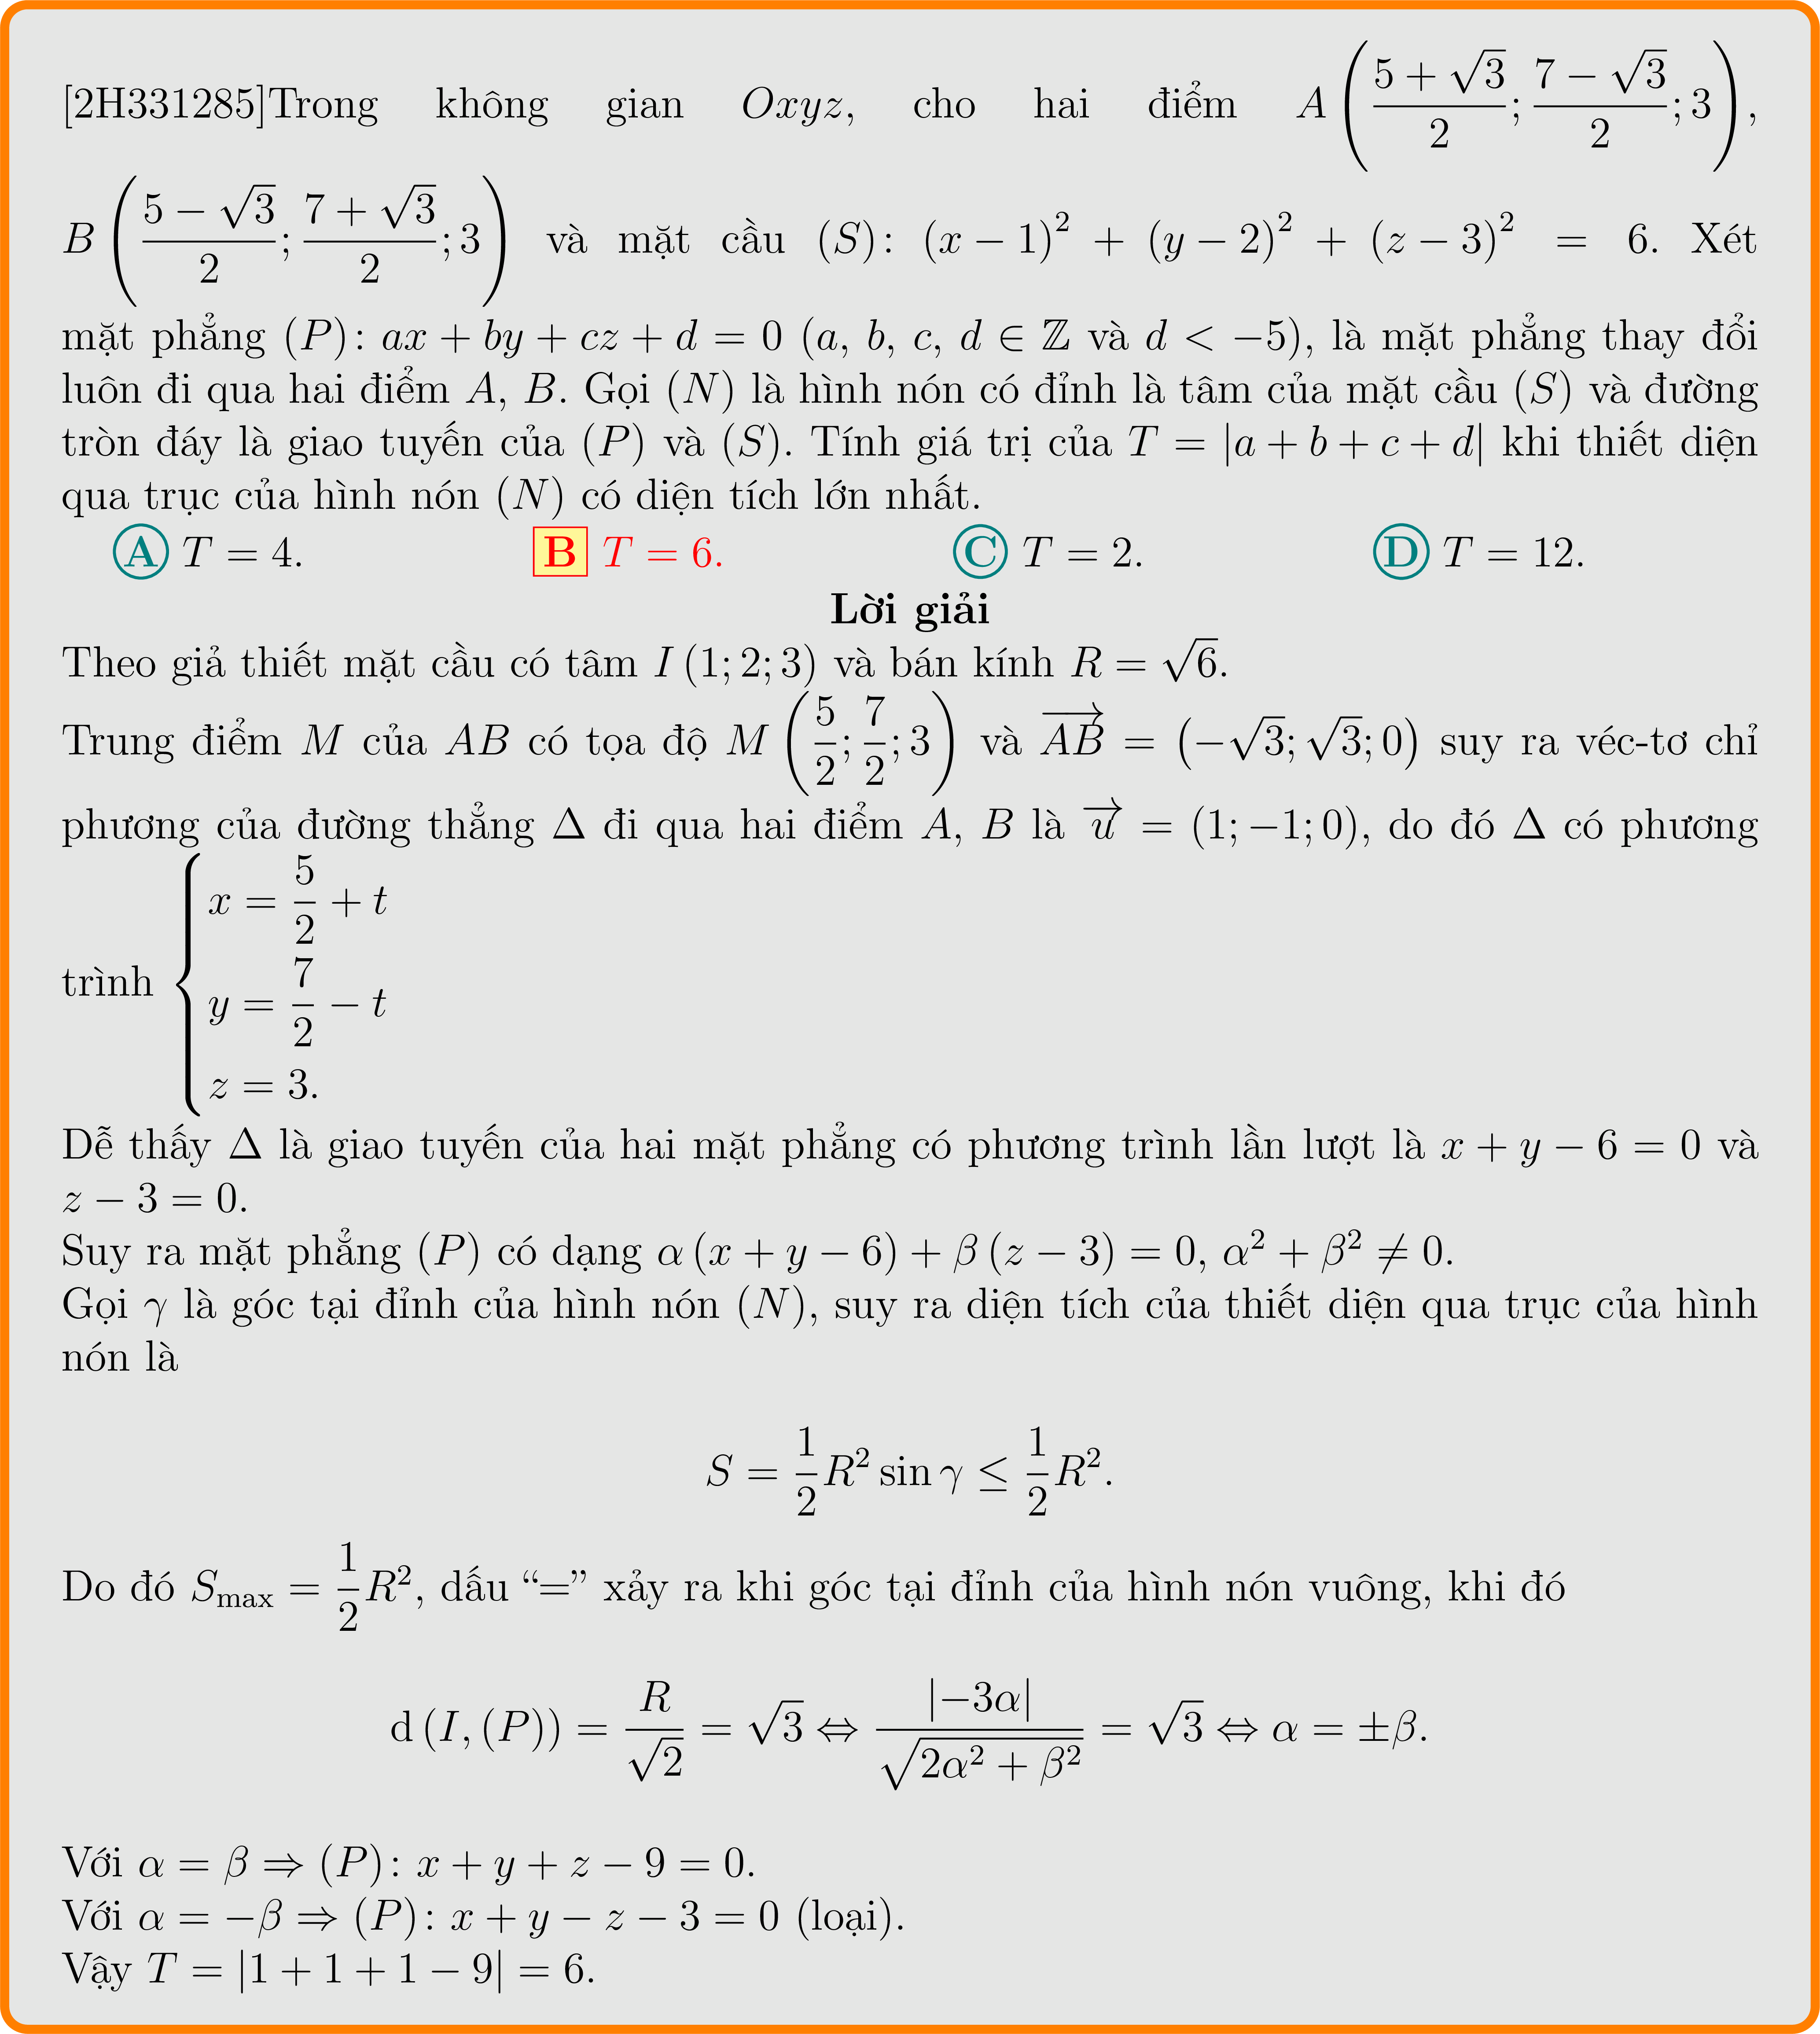 [2H331285]Trong không gian $Oxyz$, cho hai điểm $A\left(\dfrac{5+\sqrt{3}}{2};\dfrac{7-\sqrt{3}}{2};3\right)$,
$B\left(\dfrac{5-\sqrt{3}}{2};\dfrac{7+\sqrt{3}}{2};3\right)$ và mặt cầu $(S)\colon (x-1)^2+(y-2)^2+(z-3)^2=6$. Xét
mặt phẳng $(P)\colon ax+by+cz+d=0$ ($a$, $b$, $c$, $d\in\mathbb{Z}$ và $d<-5$), là mặt phẳng thay đổi
luôn đi qua hai điểm $A$, $B$. Gọi $(N)$ là hình nón có đỉnh là tâm của mặt cầu $(S)$ và đường
tròn đáy là giao tuyến của $(P)$ và $(S)$. Tính giá trị của $T=|a+b+c+d|$ khi thiết diện
qua trục của hình nón $(N)$ có diện tích lớn nhất.
A $T=4$. B $T=6$. C $T=2$. D $T=12$.
Lời giải
Theo giả thiết mặt cầu có tâm $I(1;2;3)$ và bán kính $R=\sqrt{6}$.
Trung điểm $M$ của $AB$ có tọa độ $M\left(\dfrac{5}{2};\dfrac{7}{2};3\right)$ và $\overrightarrow{AB}=\left(-\sqrt{3};\sqrt{3};0\right)$ suy ra véc-tơ chỉ
phương của đường thẳng $\Delta$ đi qua hai điểm $A$, $B$ là $\overrightarrow{u}=(1;-1;0)$, do đó $\Delta$ có phương
trình $\begin{cases}x=\dfrac{5}{2}+t\\y=\dfrac{7}{2}-t\\z=3.\end{cases}$
Dễ thấy $\Delta$ là giao tuyến của hai mặt phẳng có phương trình lần lượt là $x+y-6=0$ và
$z-3=0$.
Suy ra mặt phẳng $(P)$ có dạng $\alpha(x+y-6)+\beta(z-3)=0$, $\alpha^2+\beta^2\neq 0$.
Gọi $\gamma$ là góc tại đỉnh của hình nón $(N)$, suy ra diện tích của thiết diện qua trục của hình
nón là
$S=\dfrac{1}{2}R^2\sin\gamma\leq\dfrac{1}{2}R^2.$
Do đó $S_{\max}=\dfrac{1}{2}R^2$, dấu “=” xảy ra khi góc tại đỉnh của hình nón vuông, khi đó
$\mathrm{d}(I,(P))=\dfrac{R}{\sqrt{2}}=\sqrt{3}\Leftrightarrow\dfrac{|-3\alpha|}{\sqrt{2\alpha^2+\beta^2}}=\sqrt{3}\Leftrightarrow\alpha=\pm\beta.$
Với $\alpha=\beta\Rightarrow(P)\colon x+y+z-9=0$.
Với $\alpha=-\beta\Rightarrow(P)\colon x+y-z-3=0$ (loại).
Vậy $T=|1+1+1-9|=6$.